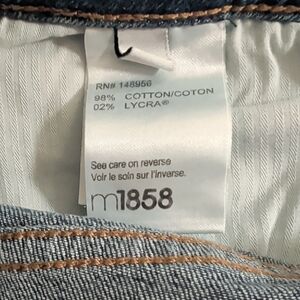 RN# 148956
98% COTTON/COTON
02% LYCRA®
See care on reverse
Voir le soin sur l'inverse.
m1858